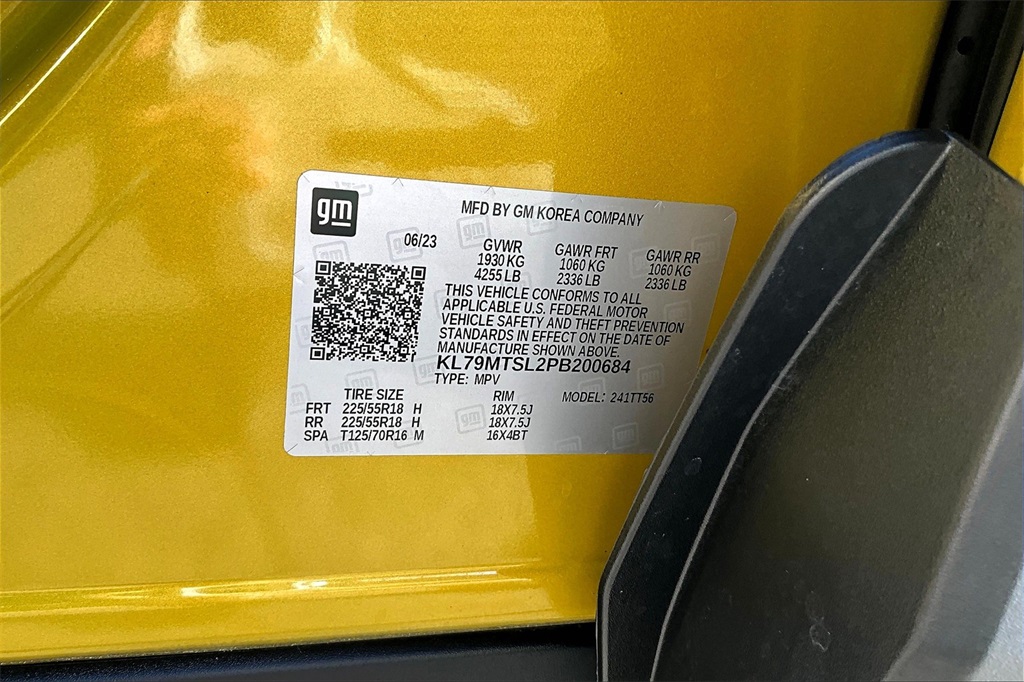 gm
MFD BY GM KOREA COMPANY
06/23
GVWR GAWR FRT GAWR RR
1930 KG 1060 KG 1060 KG
4255 LB 2336 LB 2336 LB
THIS VEHICLE CONFORMS TO ALL
APPLICABLE U.S. FEDERAL MOTOR
VEHICLE SAFETY AND THEFT PREVENTION
STANDARDS IN EFFECT ON THE DATE OF
MANUFACTURE SHOWN ABOVE.
KL79MTSL2PB200684
TYPE: MPV
TIRE SIZE RIM MODEL: 241TT56
FRT 225/55R18 H 18X7.5J
RR 225/55R18 H 18X7.5J
SPA T125/70R16 M 16X4BT